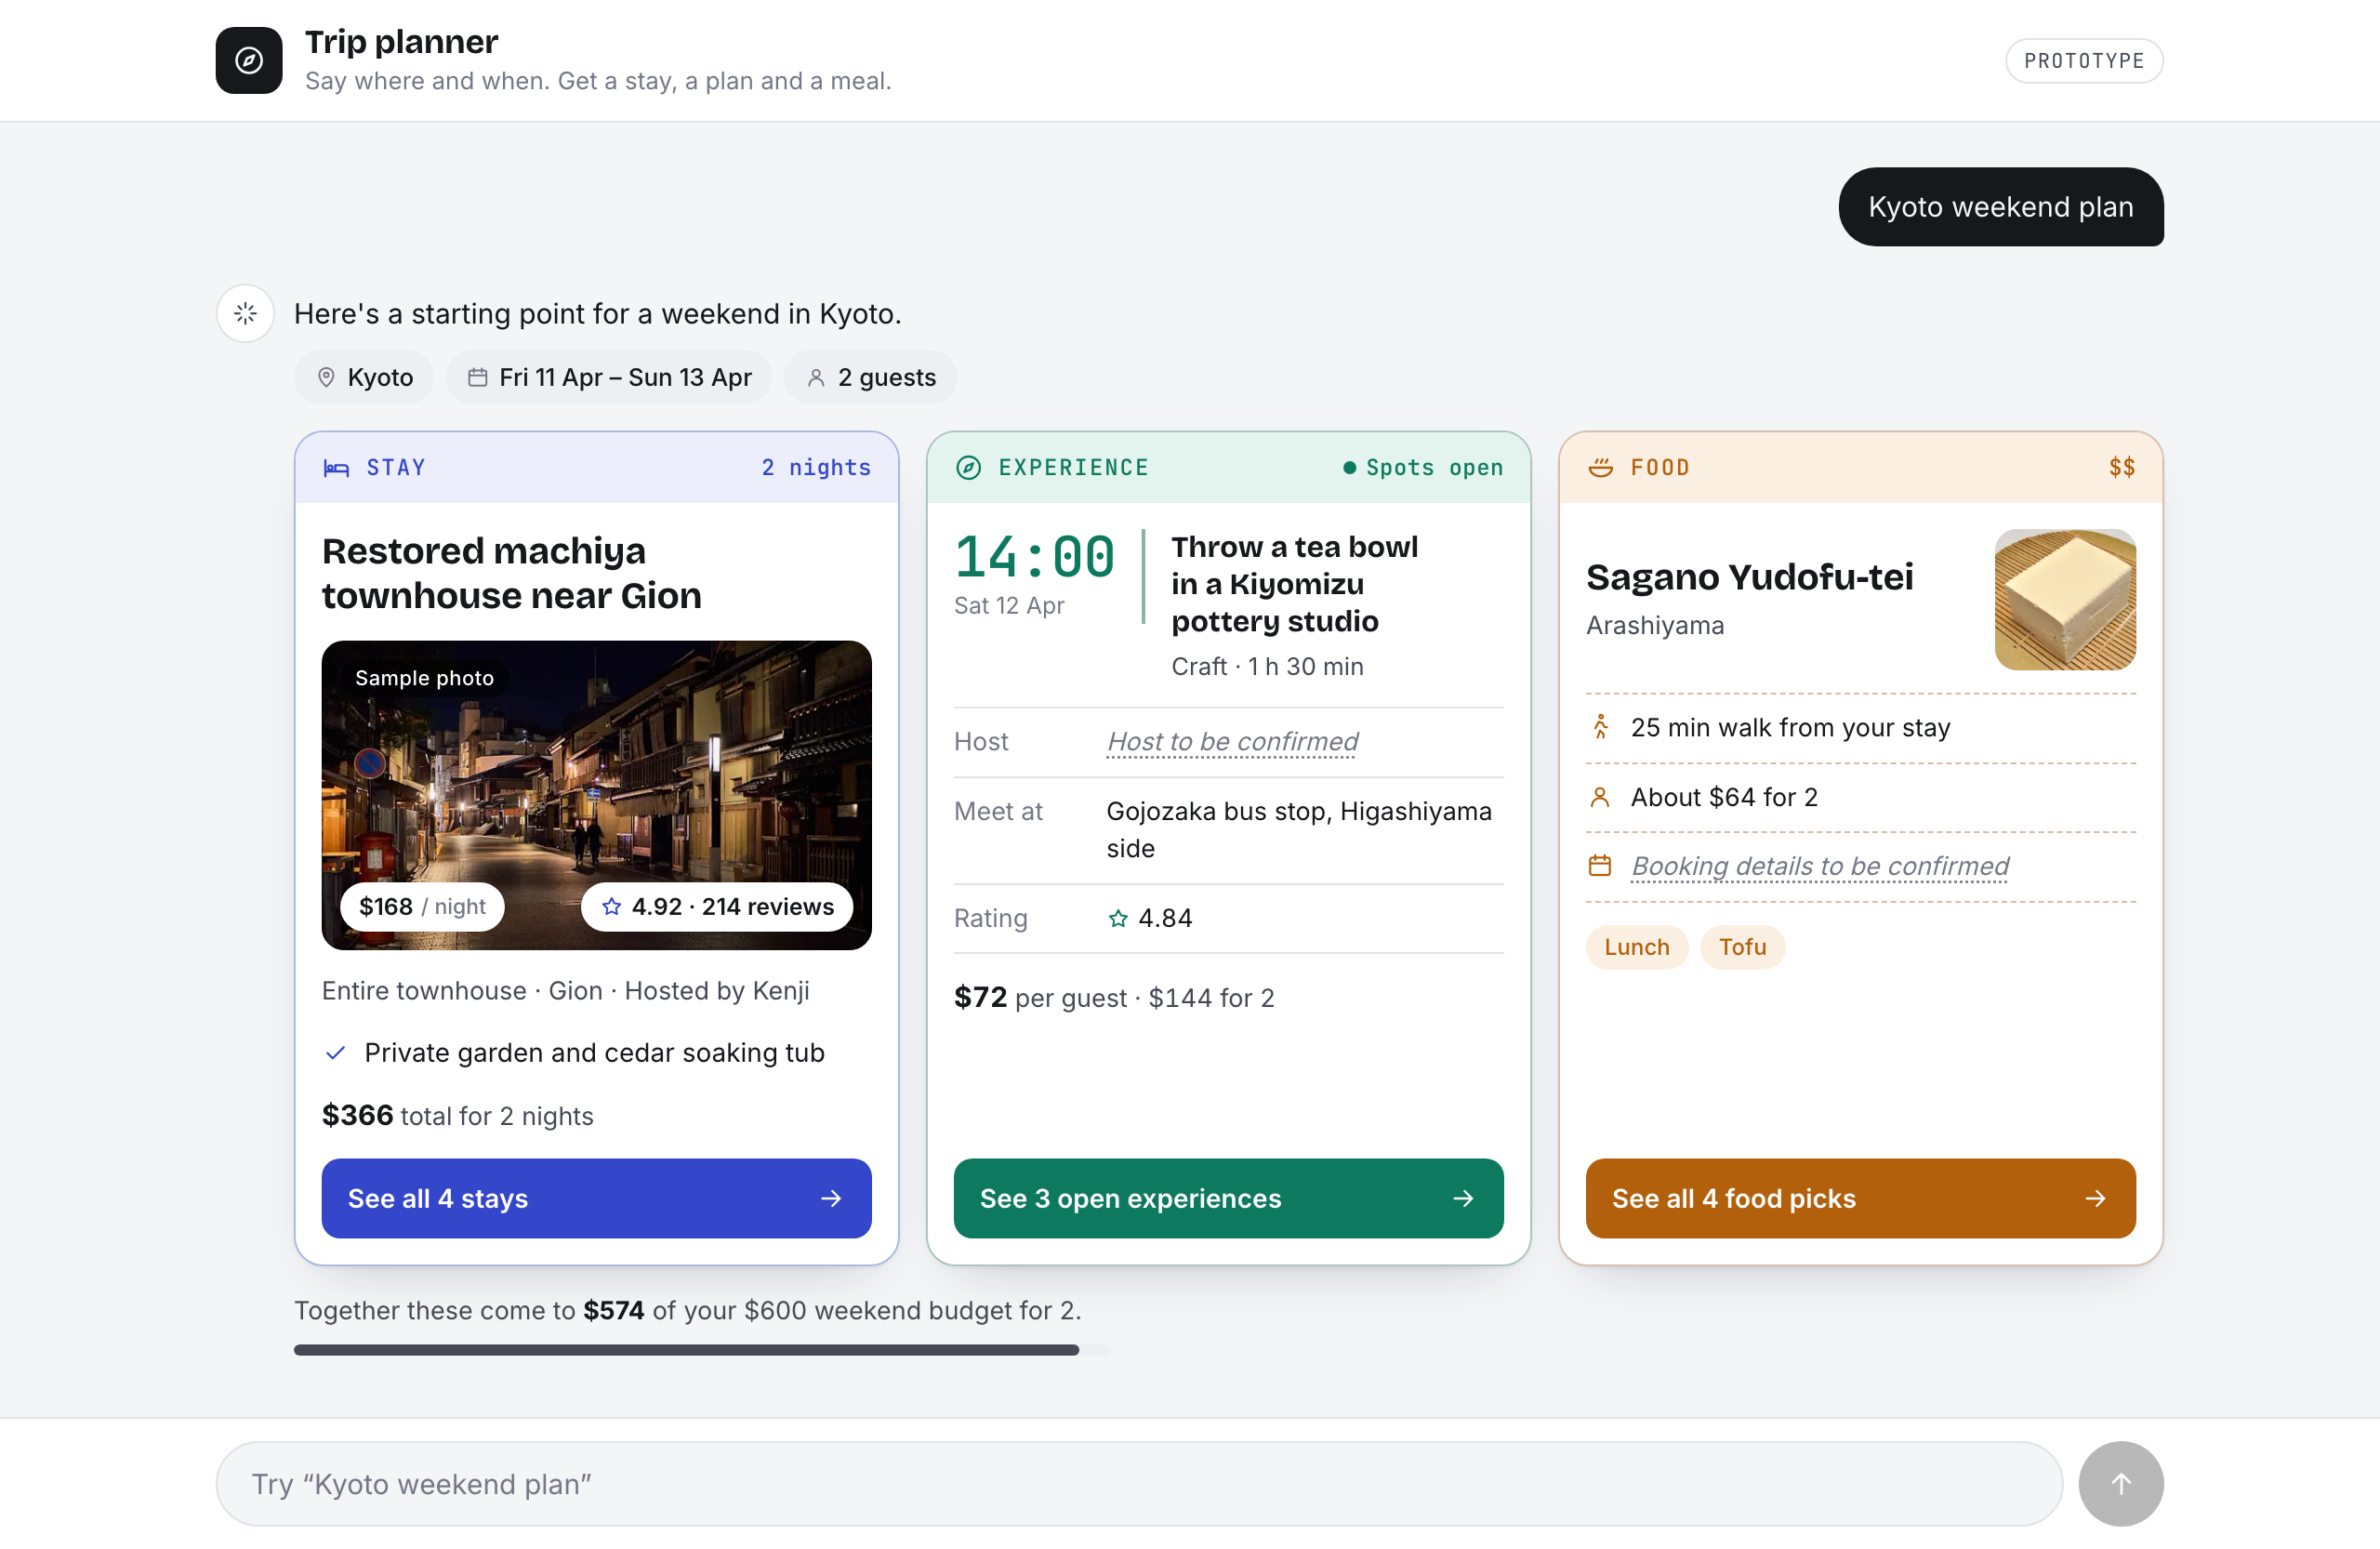 Trip planner
Say where and when. Get a stay, a plan and a meal.
PROTOTYPE
Kyoto weekend plan
Here's a starting point for a weekend in Kyoto.
Kyoto
Fri 11 Apr – Sun 13 Apr
2 guests
STAY
2 nights
Restored machiya
townhouse near Gion
Sample photo
$168 / night
4.92 · 214 reviews
Entire townhouse · Gion · Hosted by Kenji
Private garden and cedar soaking tub
$366 total for 2 nights
See all 4 stays
EXPERIENCE
Spots open
14:00
Sat 12 Apr
Throw a tea bowl
in a Kiyomizu
pottery studio
Craft · 1 h 30 min
Host
Host to be confirmed
Meet at
Gojozaka bus stop, Higashiyama
side
Rating
4.84
$72 per guest · $144 for 2
See 3 open experiences
FOOD
$$
Sagano Yudofu-tei
Arashiyama
25 min walk from your stay
About $64 for 2
Booking details to be confirmed
Lunch
Tofu
See all 4 food picks
Together these come to $574 of your $600 weekend budget for 2.
Try “Kyoto weekend plan”